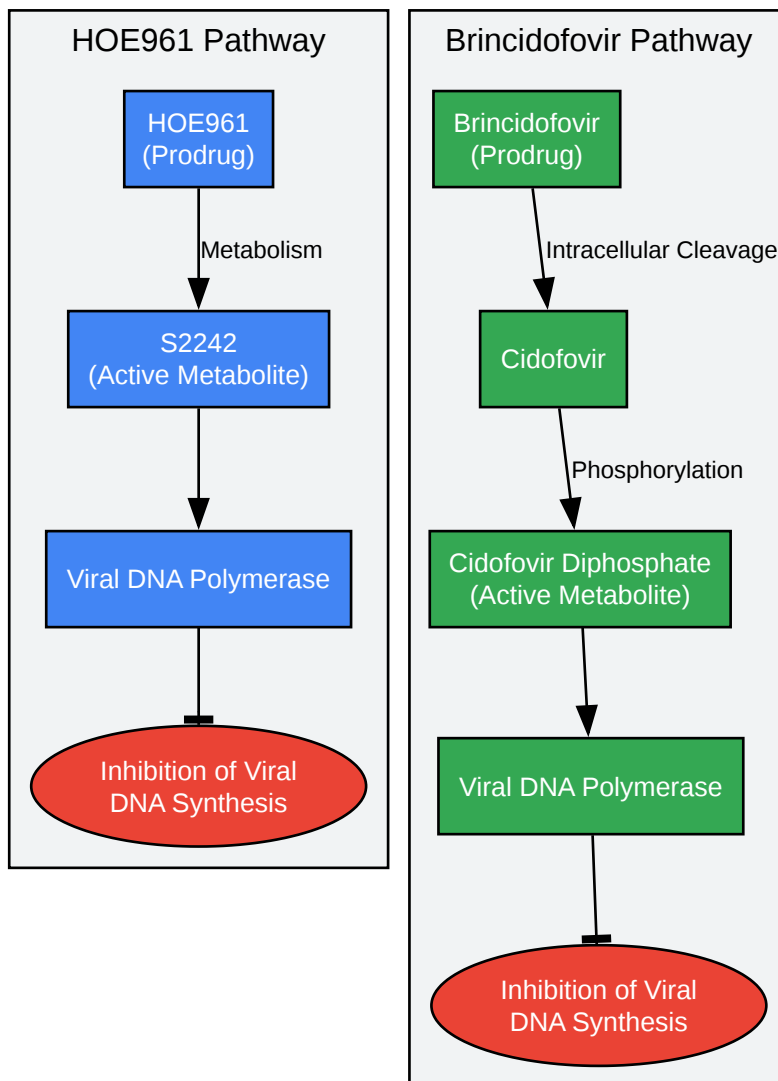 HOE961 Pathway
HOE961
(Prodrug)
Metabolism
S2242
(Active Metabolite)
Viral DNA Polymerase
Inhibition of Viral
DNA Synthesis
Brincidofovir Pathway
Brincidofovir
(Prodrug)
Intracellular Cleavage
Cidofovir
Phosphorylation
Cidofovir Diphosphate
(Active Metabolite)
Viral DNA Polymerase
Inhibition of Viral
DNA Synthesis